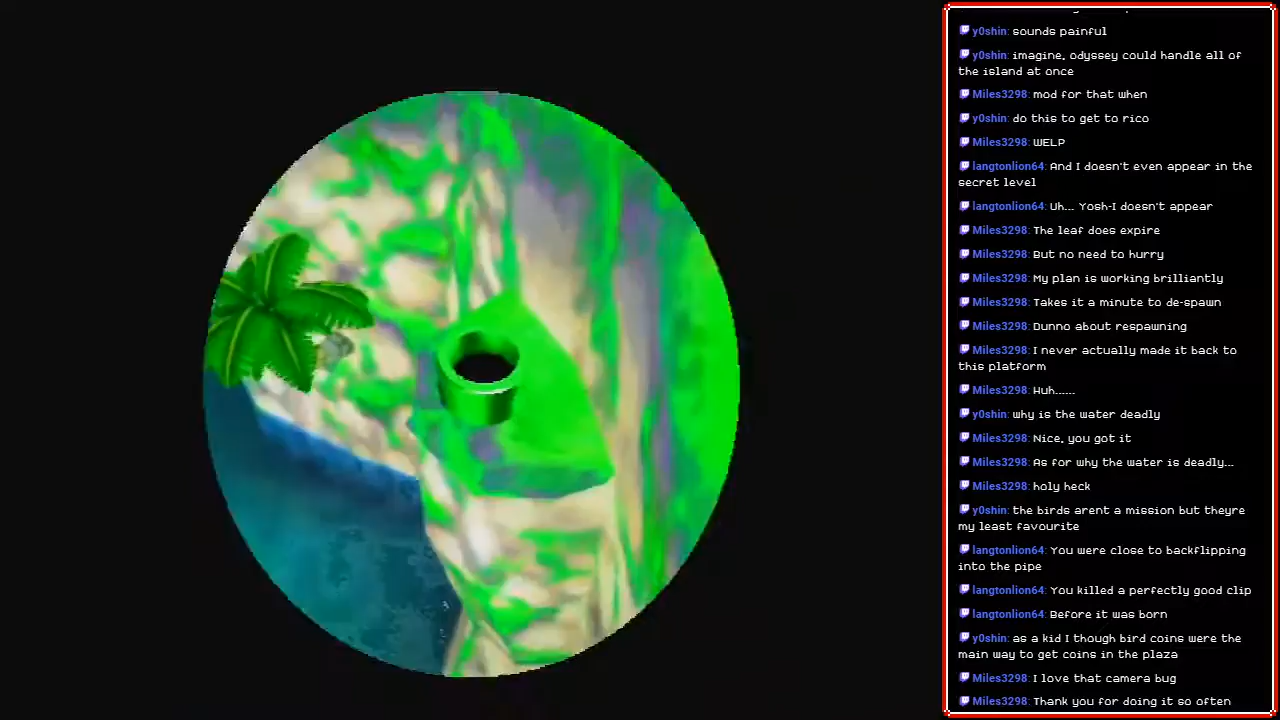 y0shin: sounds painful
y0shin: imagine, odyssey could handle all of
the island at once
Miles3298: mod for that when
y0shin: do this to get to rico
Miles3298: WELP
langtonlion64: And I doesn't even appear in the
secret level
langtonlion64: Uh... Yosh-I doesn't appear
Miles3298: The leaf does expire
Miles3298: But no need to hurry
Miles3298: My plan is working brilliantly
Miles3298: Takes it a minute to de-spawn
Miles3298: Dunno about respawning
Miles3298: I never actually made it back to
this platform
Miles3298: Huh......
y0shin: why is the water deadly
Miles3298: Nice, you got it
Miles3298: As for why the water is deadly...
Miles3298: holy heck
y0shin: the birds arent a mission but theyre
my least favourite
langtonlion64: You were close to backflipping
into the pipe
langtonlion64: You killed a perfectly good clip
langtonlion64: Before it was born
y0shin: as a kid I though bird coins were the
main way to get coins in the plaza
Miles3298: I love that camera bug
Miles3298: Thank you for doing it so often